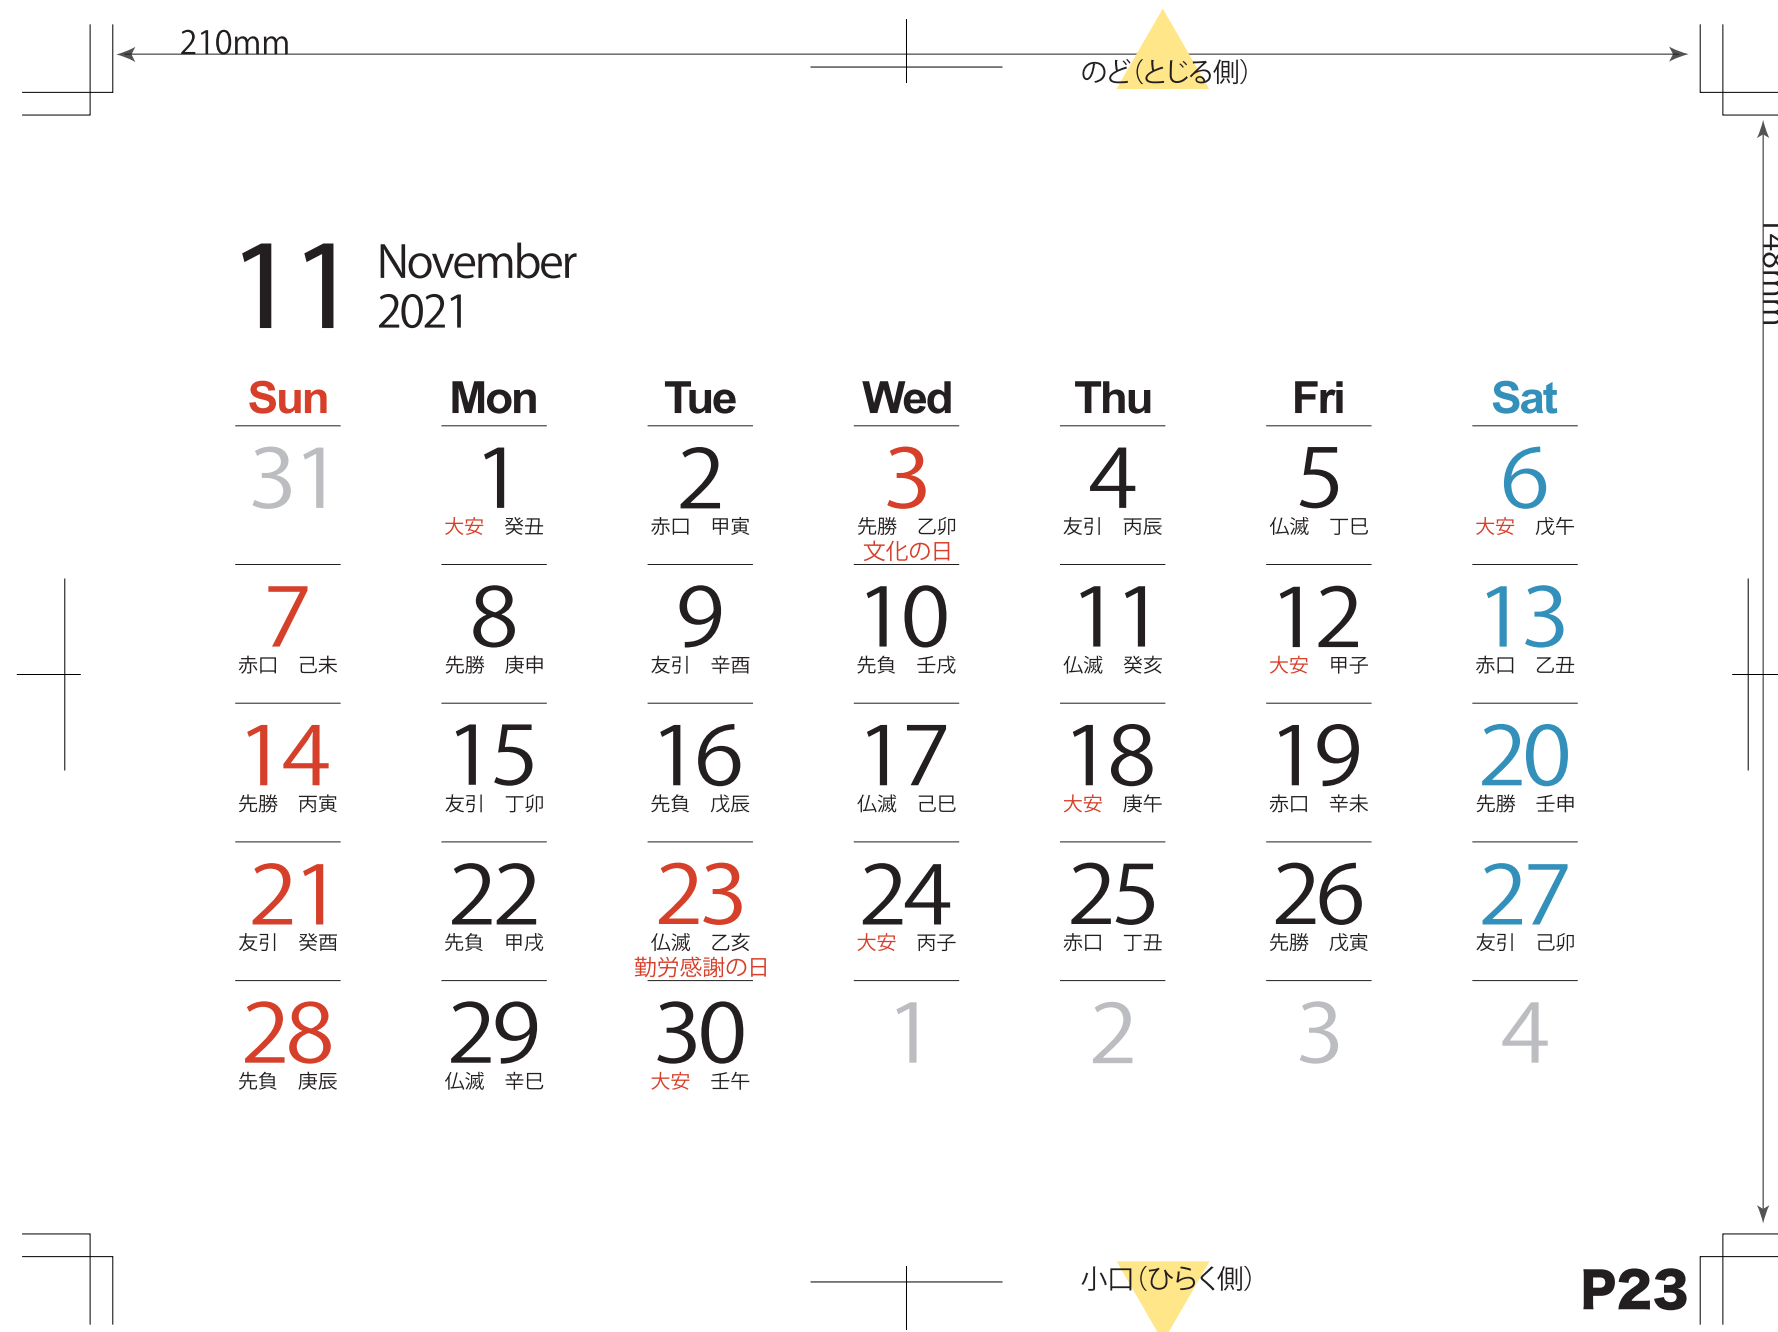 210mm
のど（とじる側）
148mm
11 November
2021
Sun Mon Tue Wed Thu Fri Sat
31 1 2 3 4 5 6
大安 癸丑 赤口 甲寅 先勝 乙卯 友引 丙辰 仏滅 丁巳 大安 戊午
文化の日
7 8 9 10 11 12 13
赤口 己未 先勝 庚申 友引 辛酉 先負 壬戌 仏滅 癸亥 大安 甲子 赤口 乙丑
14 15 16 17 18 19 20
先勝 丙寅 友引 丁卯 先負 戊辰 仏滅 己巳 大安 庚午 赤口 辛未 先勝 壬申
21 22 23 24 25 26 27
友引 癸酉 先負 甲戌 仏滅 乙亥 大安 丙子 赤口 丁丑 先勝 戊寅 友引 己卯
勤労感謝の日
28 29 30 1 2 3 4
先負 庚辰 仏滅 辛巳 大安 壬午
小口（ひらく側）
P23